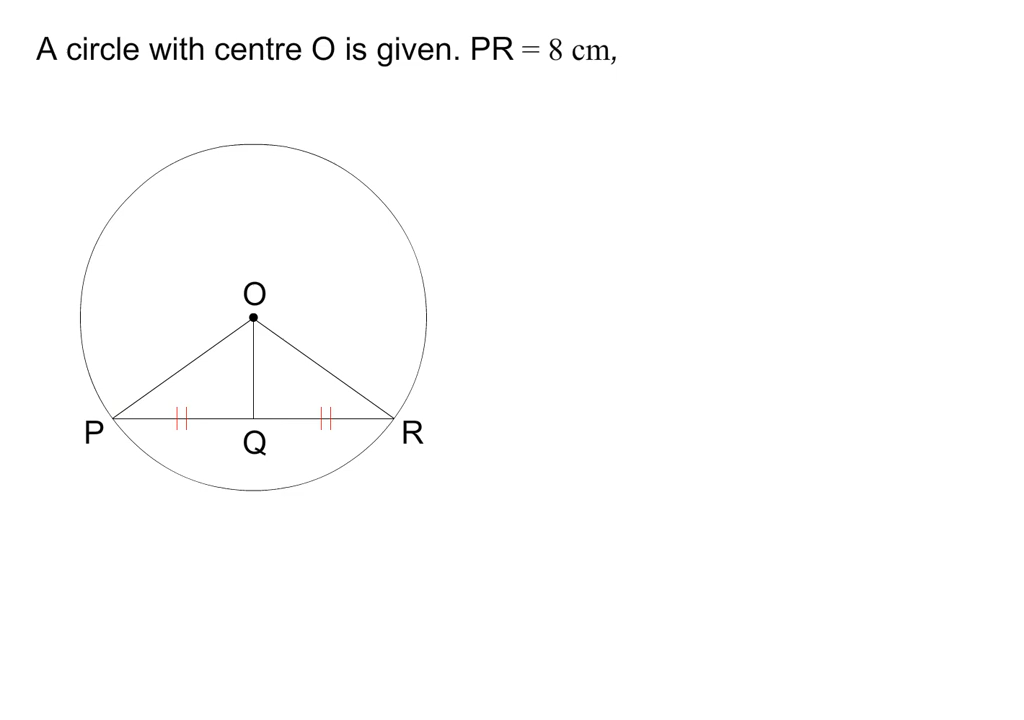 A circle with centre O is given. PR = 8 cm,
O
P
Q
R